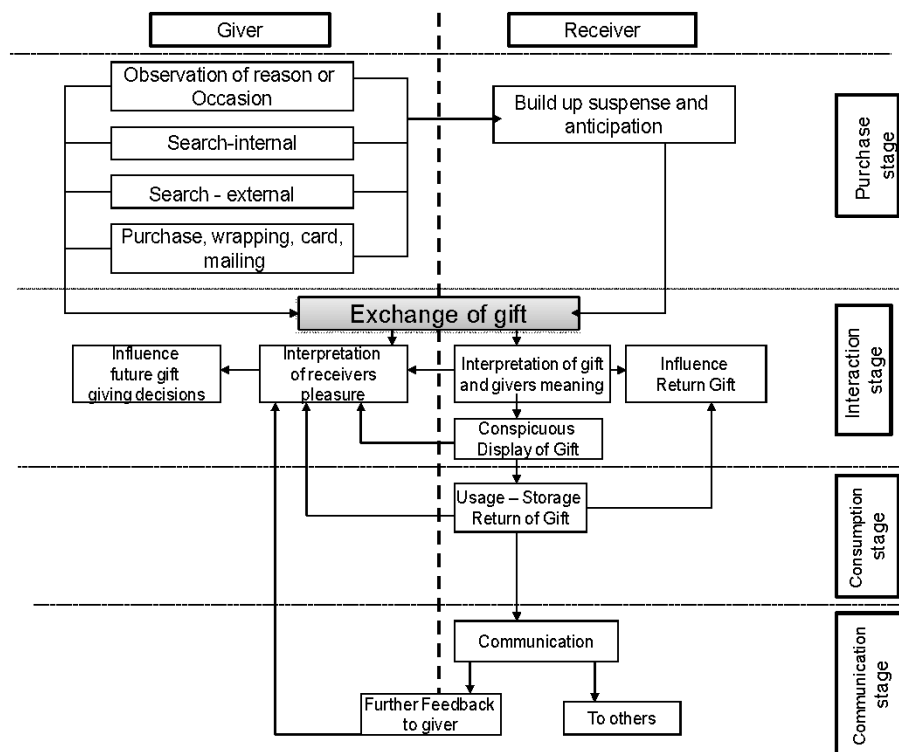 Giver
Receiver
Observation of reason or
Occasion
Search-internal
Search - external
Purchase, wrapping, card,
mailing
Build up suspense and
anticipation
Purchase
stage
Exchange of gift
Influence
future gift
giving decisions
Interpretation
of receivers
pleasure
Interpretation of gift
and givers meaning
Influence
Return Gift
Conspicuous
Display of Gift
Interaction
stage
Usage – Storage
Return of Gift
Consumption
stage
Communication
Further Feedback
to giver
To others
Communication
stage